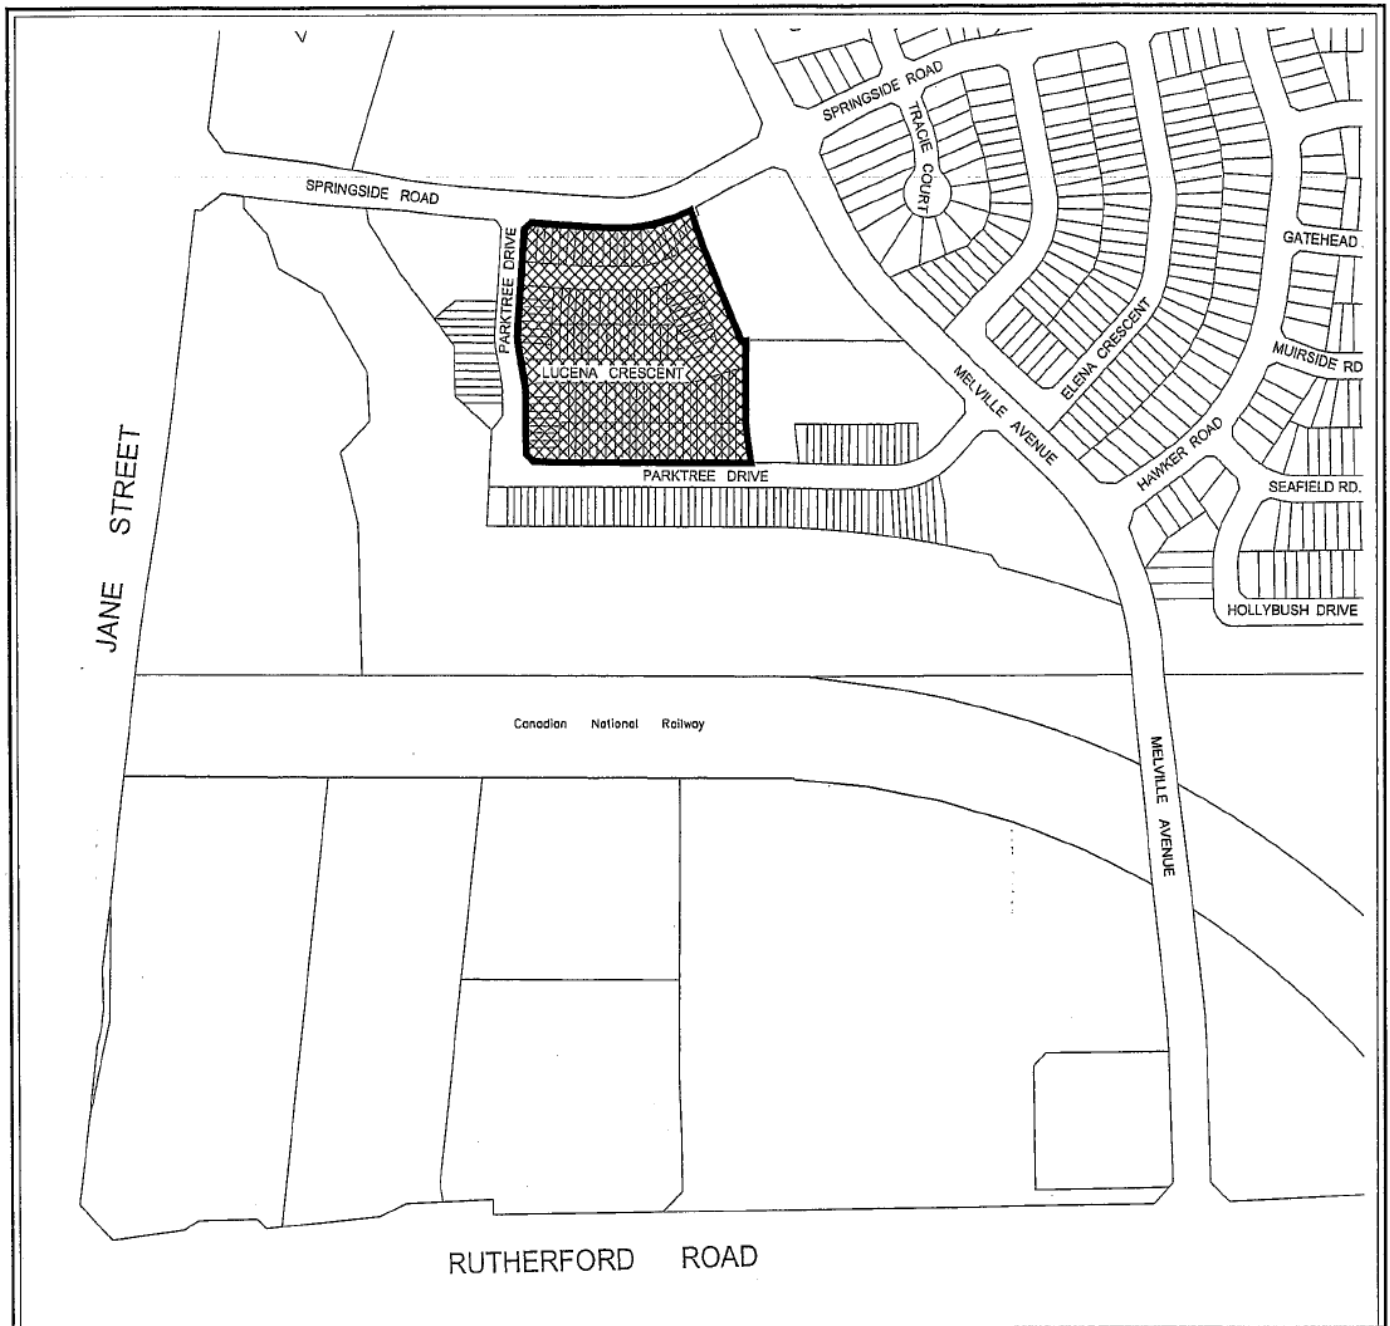 SPRINGSIDE ROAD
TRACIE COURT
SPRINGSIDE ROAD
PARKTREE DRIVE
GATEHEAD
LUCENA CRESCENT
ELENA CRESCENT
MUIRSIDE RD
MELVILLE AVENUE
HAWKER ROAD
JANE STREET
PARKTREE DRIVE
SEAFIELD RD.
HOLLYBUSH DRIVE
Canadian National Railway
MELVILLE AVENUE
RUTHERFORD ROAD